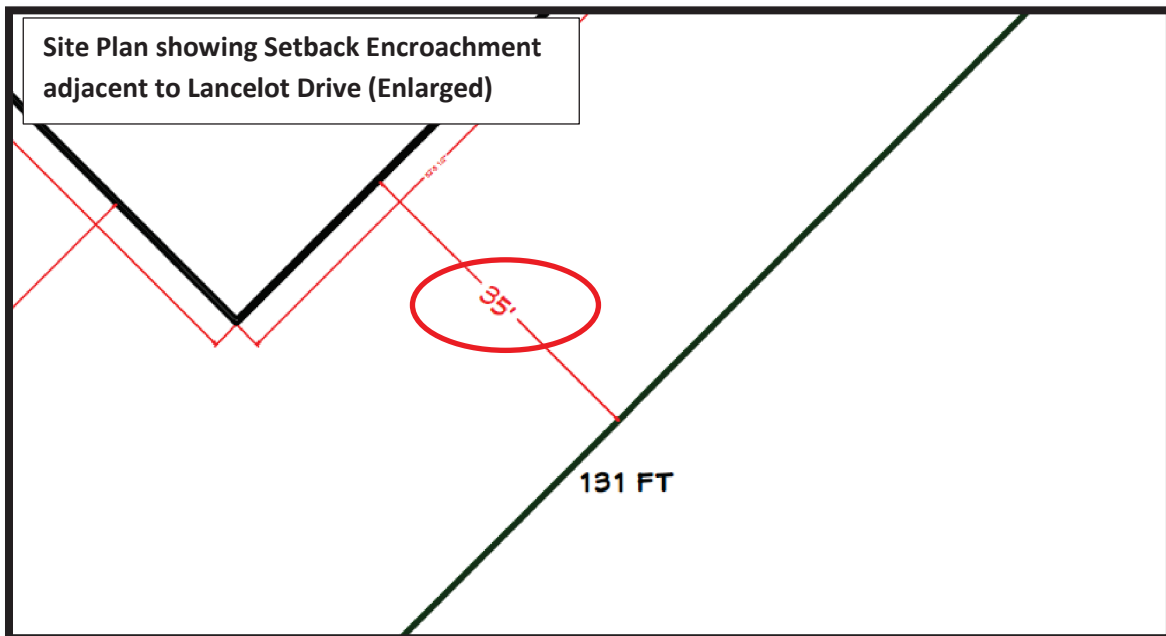 Site Plan showing Setback Encroachment
adjacent to Lancelot Drive (Enlarged)
35'
131 FT